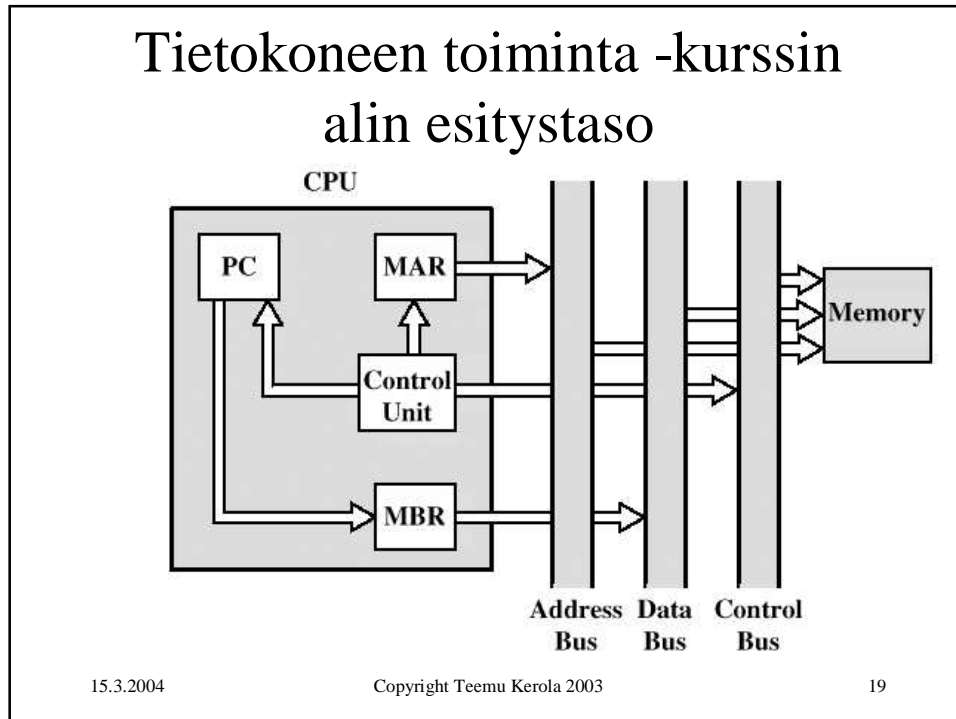 Tietokoneen toiminta -kurssin
alin esitystaso
CPU
PC
MAR
Memory
Control
Unit
MBR
Address
Bus
Data
Bus
Control
Bus
15.3.2004
Copyright Teemu Kerola 2003
19